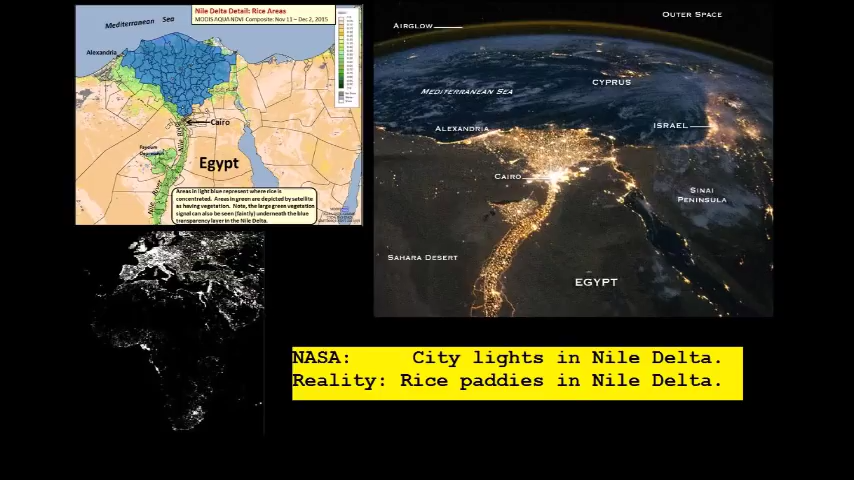 Nile Delta Detail: Rice Areas
MODIS AQUA NDVI Composite: Nov 11 – Dec 2, 2015
Mediterranean Sea
Alexandria
Cairo
Egypt
Areas in light blue represent where rice is
concentrated. Areas in green are depicted by satellite
as having vegetation. Note, the large green vegetation
signal can also be seen (faintly) underneath the blue
transparency layer in the Nile Delta.
AIRGLOW
OUTER SPACE
CYPRUS
MEDITERRANEAN SEA
ALEXANDRIA
ISRAEL
CAIRO
SINAI
PENINSULA
SAHARA DESERT
EGYPT
NASA: City lights in Nile Delta.
Reality: Rice paddies in Nile Delta.